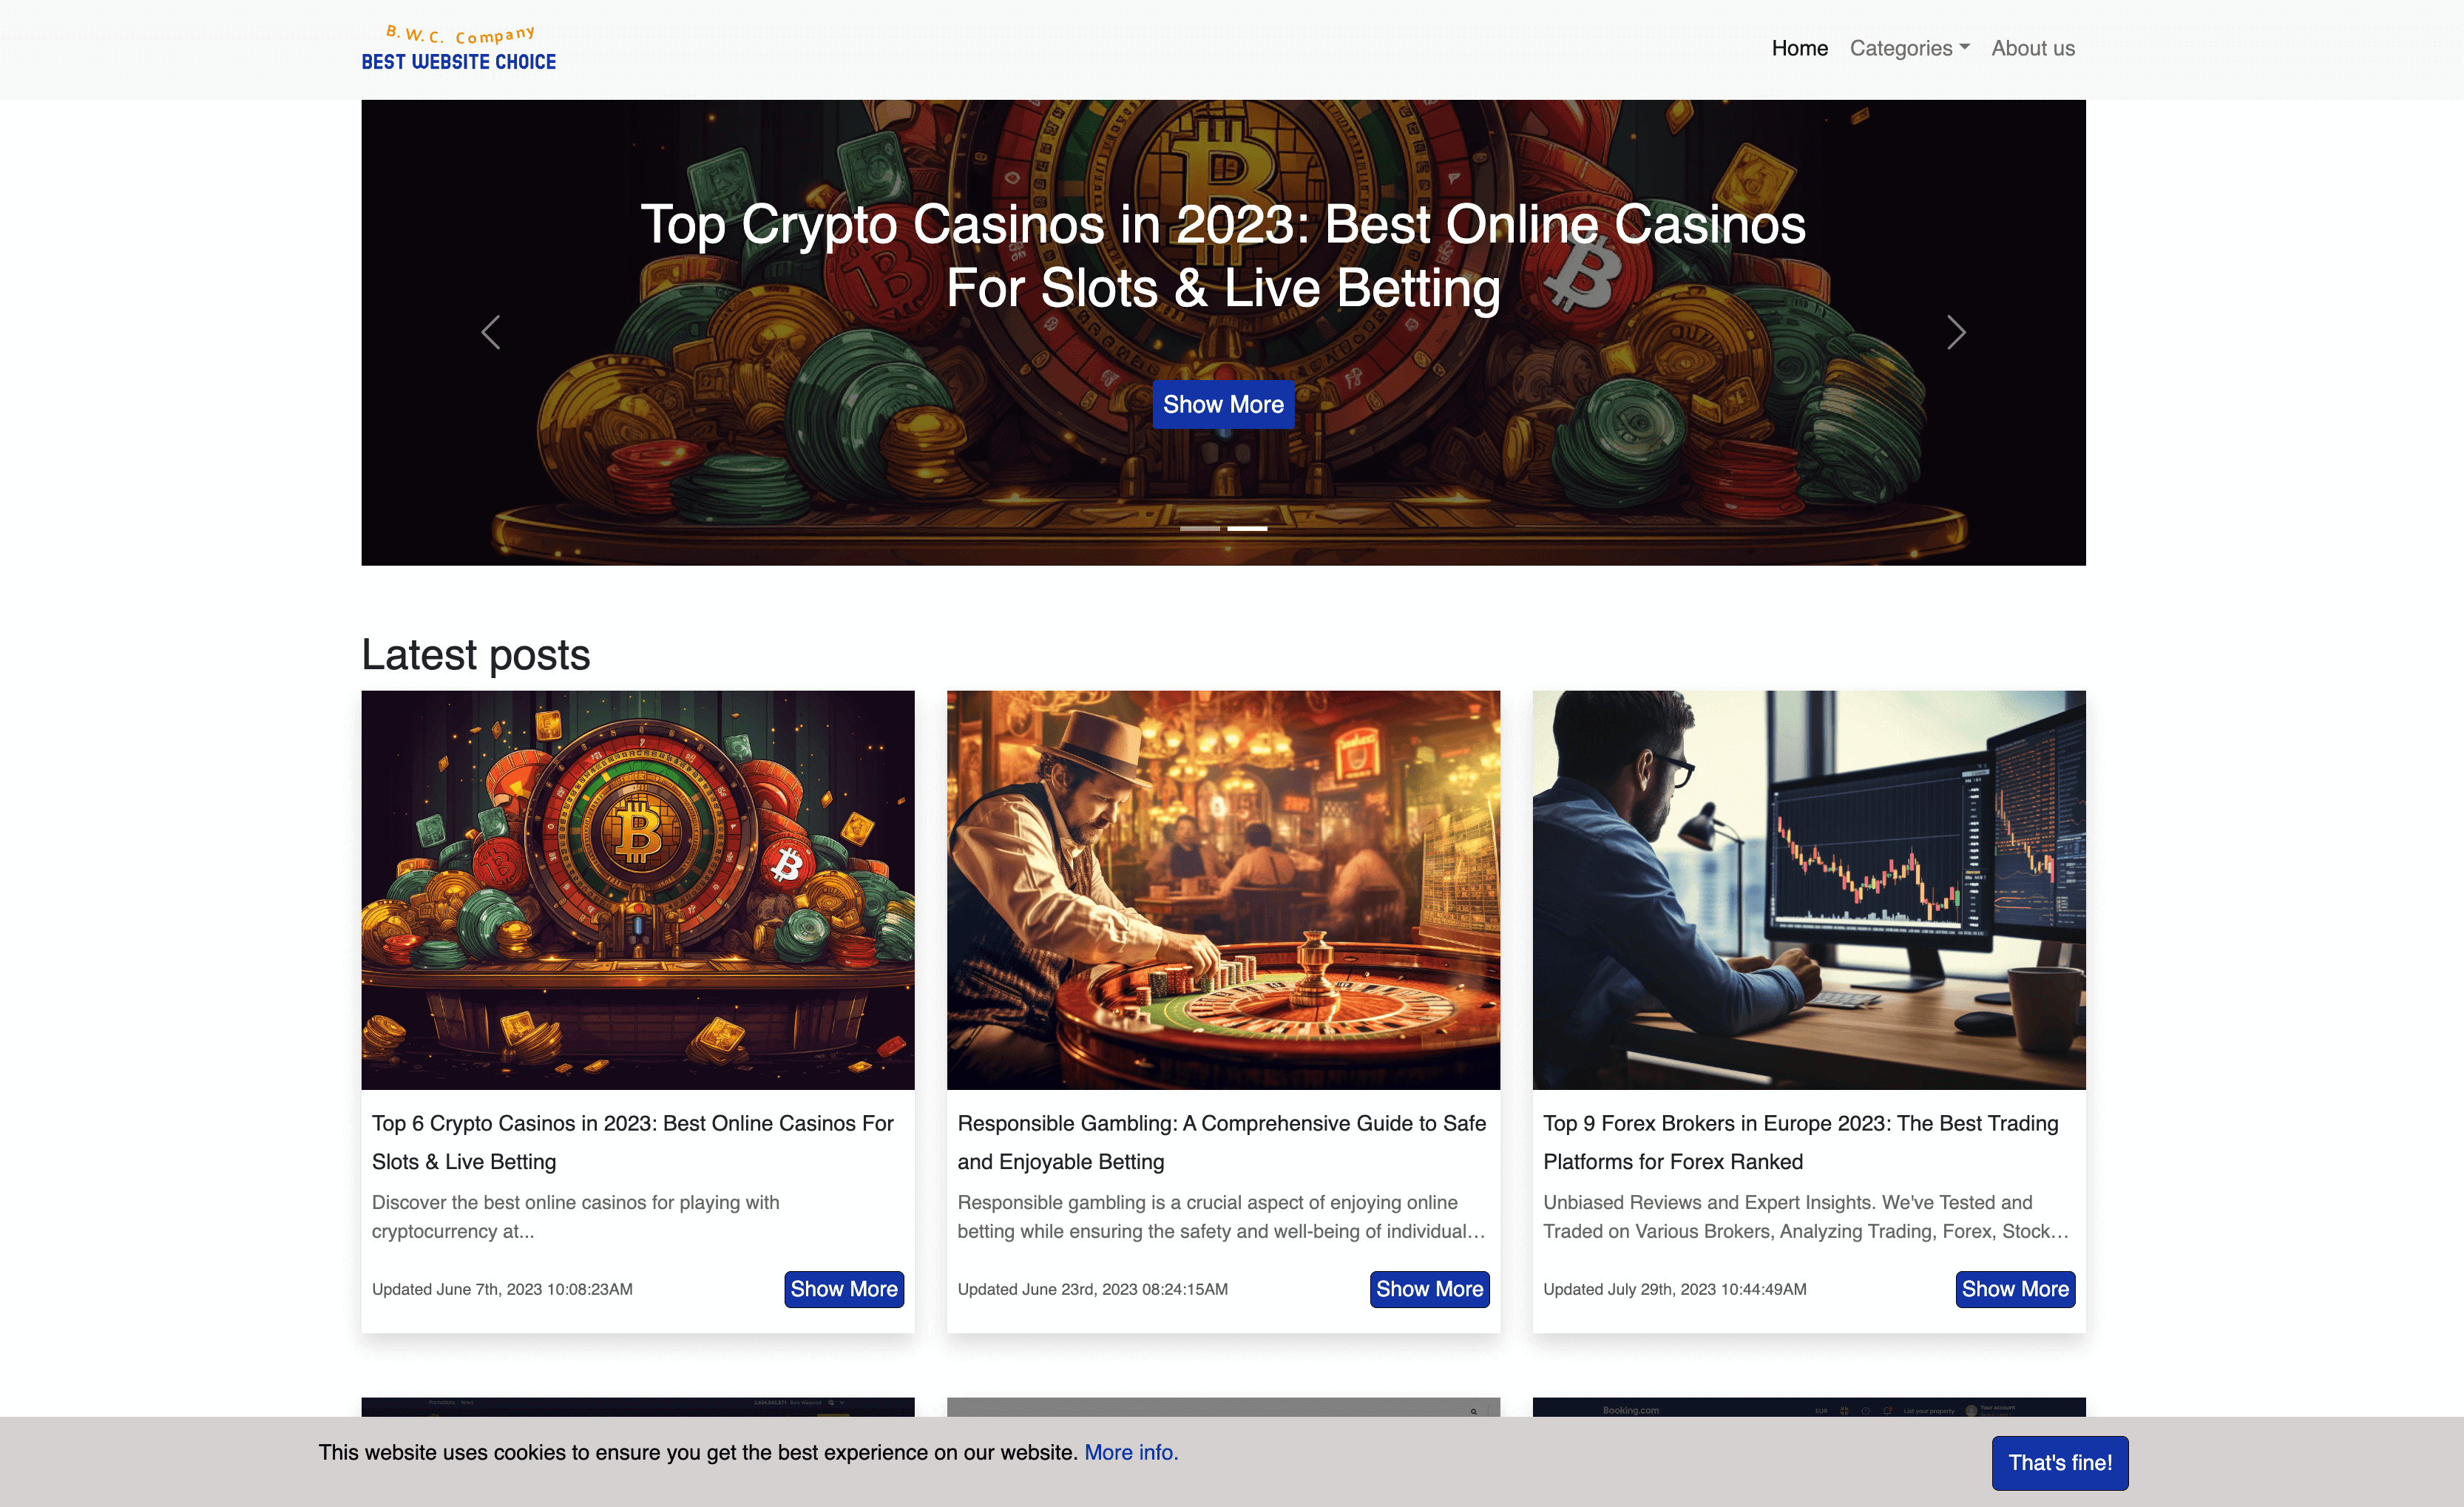 B. W. C. Company
BEST WEBSITE CHOICE
Home
Categories
About us
Top Crypto Casinos in 2023: Best Online Casinos
For Slots & Live Betting
Show More
Latest posts
Top 6 Crypto Casinos in 2023: Best Online Casinos For
Slots & Live Betting
Discover the best online casinos for playing with
cryptocurrency at...
Updated June 7th, 2023 10:08:23AM
Show More
Responsible Gambling: A Comprehensive Guide to Safe
and Enjoyable Betting
Responsible gambling is a crucial aspect of enjoying online
betting while ensuring the safety and well-being of individual...
Updated June 23rd, 2023 08:24:15AM
Show More
Top 9 Forex Brokers in Europe 2023: The Best Trading
Platforms for Forex Ranked
Unbiased Reviews and Expert Insights. We've Tested and
Traded on Various Brokers, Analyzing Trading, Forex, Stock...
Updated July 29th, 2023 10:44:49AM
Show More
Promotions News
Booking.com
EUR
List your property
Your account
This website uses cookies to ensure you get the best experience on our website. More info.
That's fine!